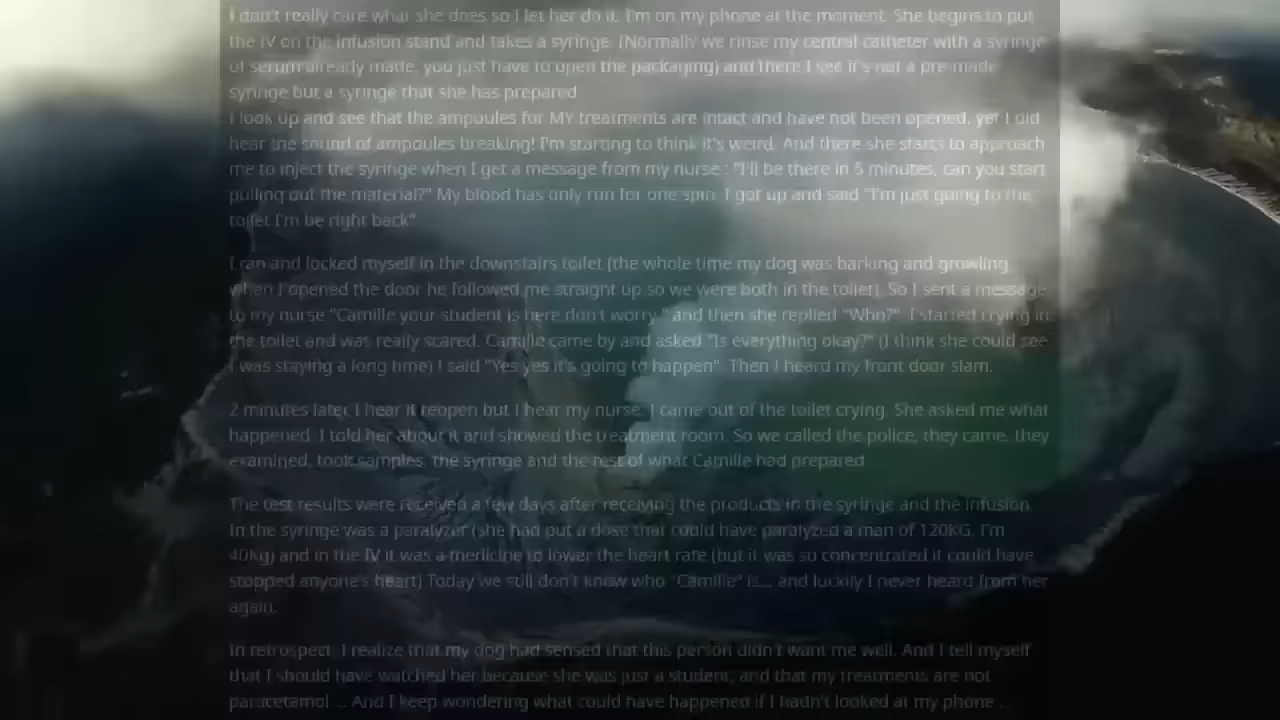 I don't really care what she does so I let her do it. I'm on my phone at the moment. She begins to put
the IV on the infusion stand and takes a syringe. (Normally we rinse my central catheter with a syringe
of serum already made, you just have to open the packaging) and there I see it's not a pre-made
syringe but a syringe that she has prepared
I look up and see that the ampoules for MY treatments are intact and have not been opened, yet I did
hear the sound of ampoules breaking! I'm starting to think it's weird. And there she starts to approach
me to inject the syringe when I get a message from my nurse : "I'll be there in 5 minutes, can you start
pulling out the material?" My blood has only run for one spin. I got up and said "I'm just going to the
toilet I'm be right back"
I ran and locked myself in the downstairs toilet (the whole time my dog was barking and growling
when I opened the door he followed me straight up so we were both in the toilet). So I sent a message
to my nurse "Camille your student is here don't worry" and then she replied "Who?". I started crying in
the toilet and was really scared. Camille came by and asked "Is everything okay?" (I think she could see
I was staying a long time) I said "Yes yes it's going to happen". Then I heard my front door slam.
2 minutes later, I hear it reopen but I hear my nurse. I came out of the toilet crying. She asked me what
happened. I told her about it and showed the treatment room. So we called the police, they came, they
examined, took samples, the syringe and the rest of what Camille had prepared
The test results were received a few days after receiving the products in the syringe and the infusion.
In the syringe was a paralyzer (she had put a dose that could have paralyzed a man of 120KG, I'm
40Kg) and in the IV it was a medicine to lower the heart rate (but it was so concentrated it could have
stopped anyone's heart) Today we still don't know who "Camille" is... and luckily I never heard from her
again.
In retrospect, I realize that my dog had sensed that this person didn't want me well. And I tell myself
that I should have watched her because she was just a student, and that my treatments are not
paracetamol ... And I keep wondering what could have happened if I hadn't looked at my phone ...